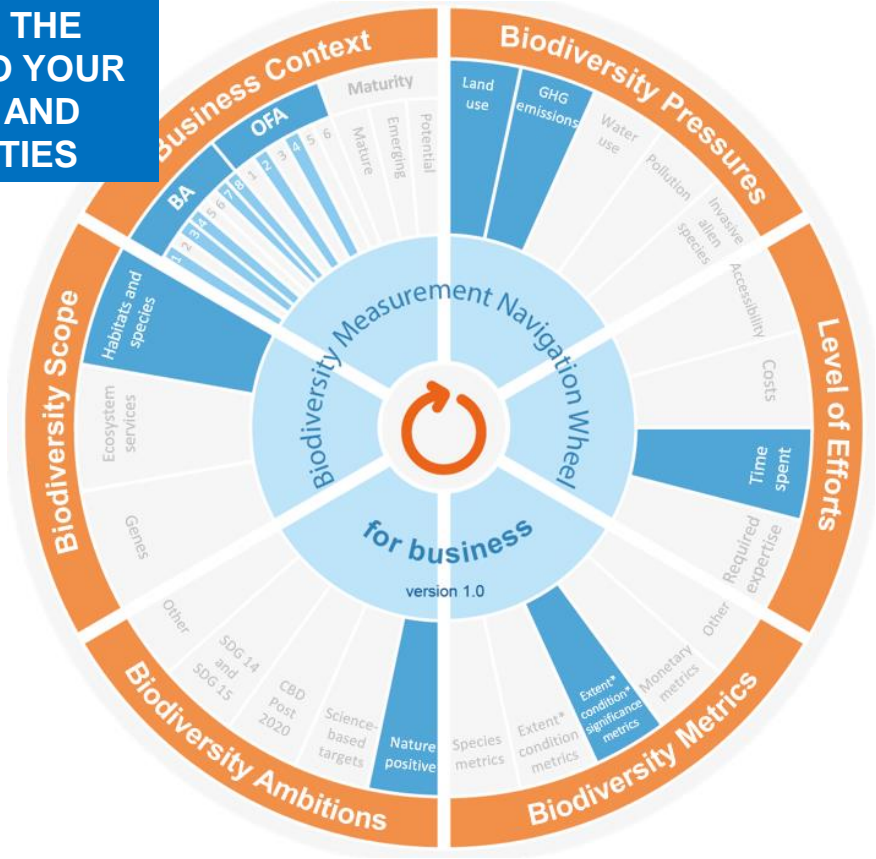 THE
D YOUR
AND
TIES
Business Context
BA
1 2 3 4 5 6 7 8
OFA
1 2 3 4 5 6
Maturity
Mature
Emerging
Potential
Biodiversity Pressures
Land
use
GHG
emissions
Water
use
Pollution
Invasive
alien
species
Level of Efforts
Accessibility
Costs
Time
spent
Required
expertise
Other
Biodiversity Metrics
Monetary
metrics
Extent*
condition*
significance
metrics
Extent*
condition
metrics
Species
metrics
Biodiversity Ambitions
Nature
positive
Science-
based
targets
CBD
Post
2020
SDG 14
and
SDG 15
Other
Biodiversity Scope
Genes
Ecosystem
services
Habitats and
species
Biodiversity Measurement Navigation Wheel
for business
version 1.0